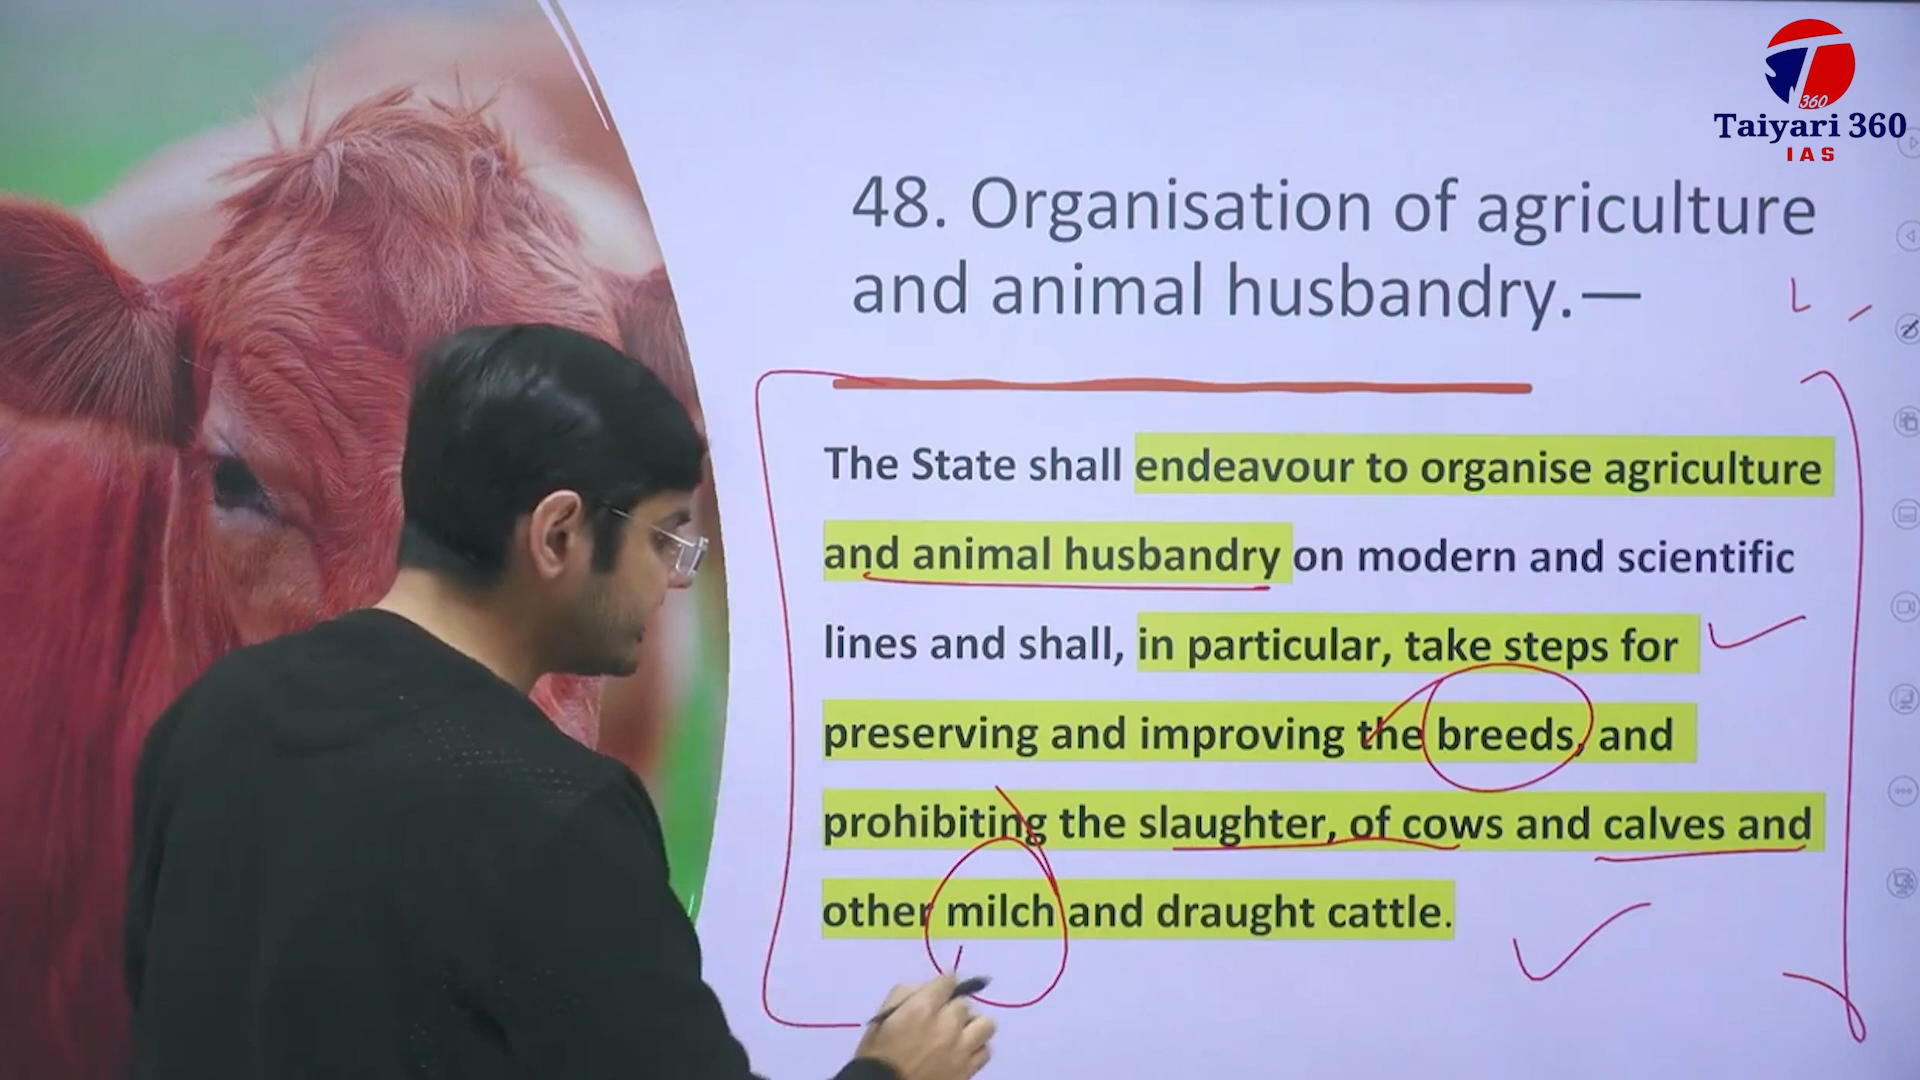 360
Taiyari 360
IAS
48. Organisation of agriculture
and animal husbandry.—
The State shall endeavour to organise agriculture
and animal husbandry on modern and scientific
lines and shall, in particular, take steps for
preserving and improving the breeds, and
prohibiting the slaughter, of cows and calves and
other milch and draught cattle.